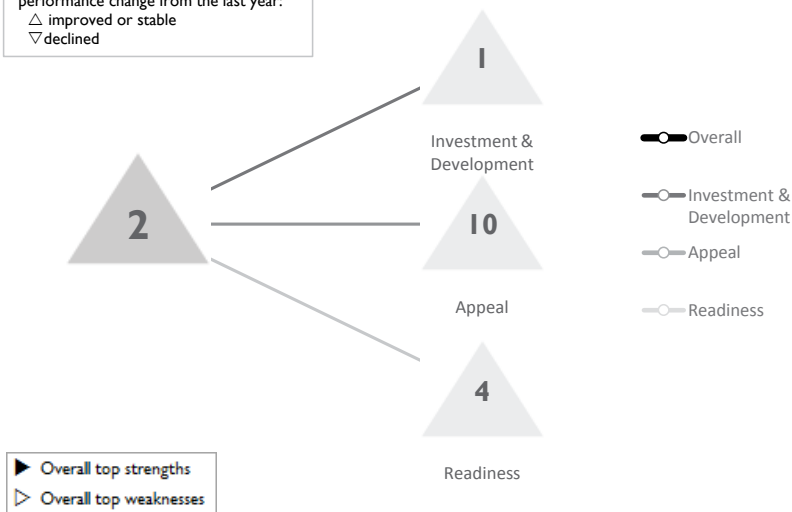 performance change from the last year:
△ improved or stable
▽ declined
1
Investment &
Development
2
10
Appeal
4
Readiness
Overall
Investment &
Development
Appeal
Readiness
▶ Overall top strengths
▷ Overall top weaknesses